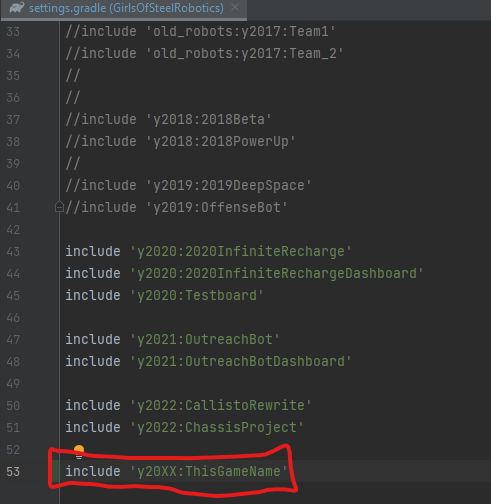 settings.gradle (GirlsOfSteelRobotics)
33 //include 'old_robots:y2017:Team1'
34 //include 'old_robots:y2017:Team_2'
35 //
36 //
37 //include 'y2018:2018Beta'
38 //include 'y2018:2018PowerUp'
39 //
40 //include 'y2019:2019DeepSpace'
41 //include 'y2019:OffenseBot'
42
43 include 'y2020:2020InfiniteRecharge'
44 include 'y2020:2020InfiniteRechargeDashboard'
45 include 'y2020:Testboard'
46
47 include 'y2021:OutreachBot'
48 include 'y2021:OutreachBotDashboard'
49
50 include 'y2022:CallistoRewrite'
51 include 'y2022:ChassisProject'
52
53 include 'y20XX:ThisGameName'